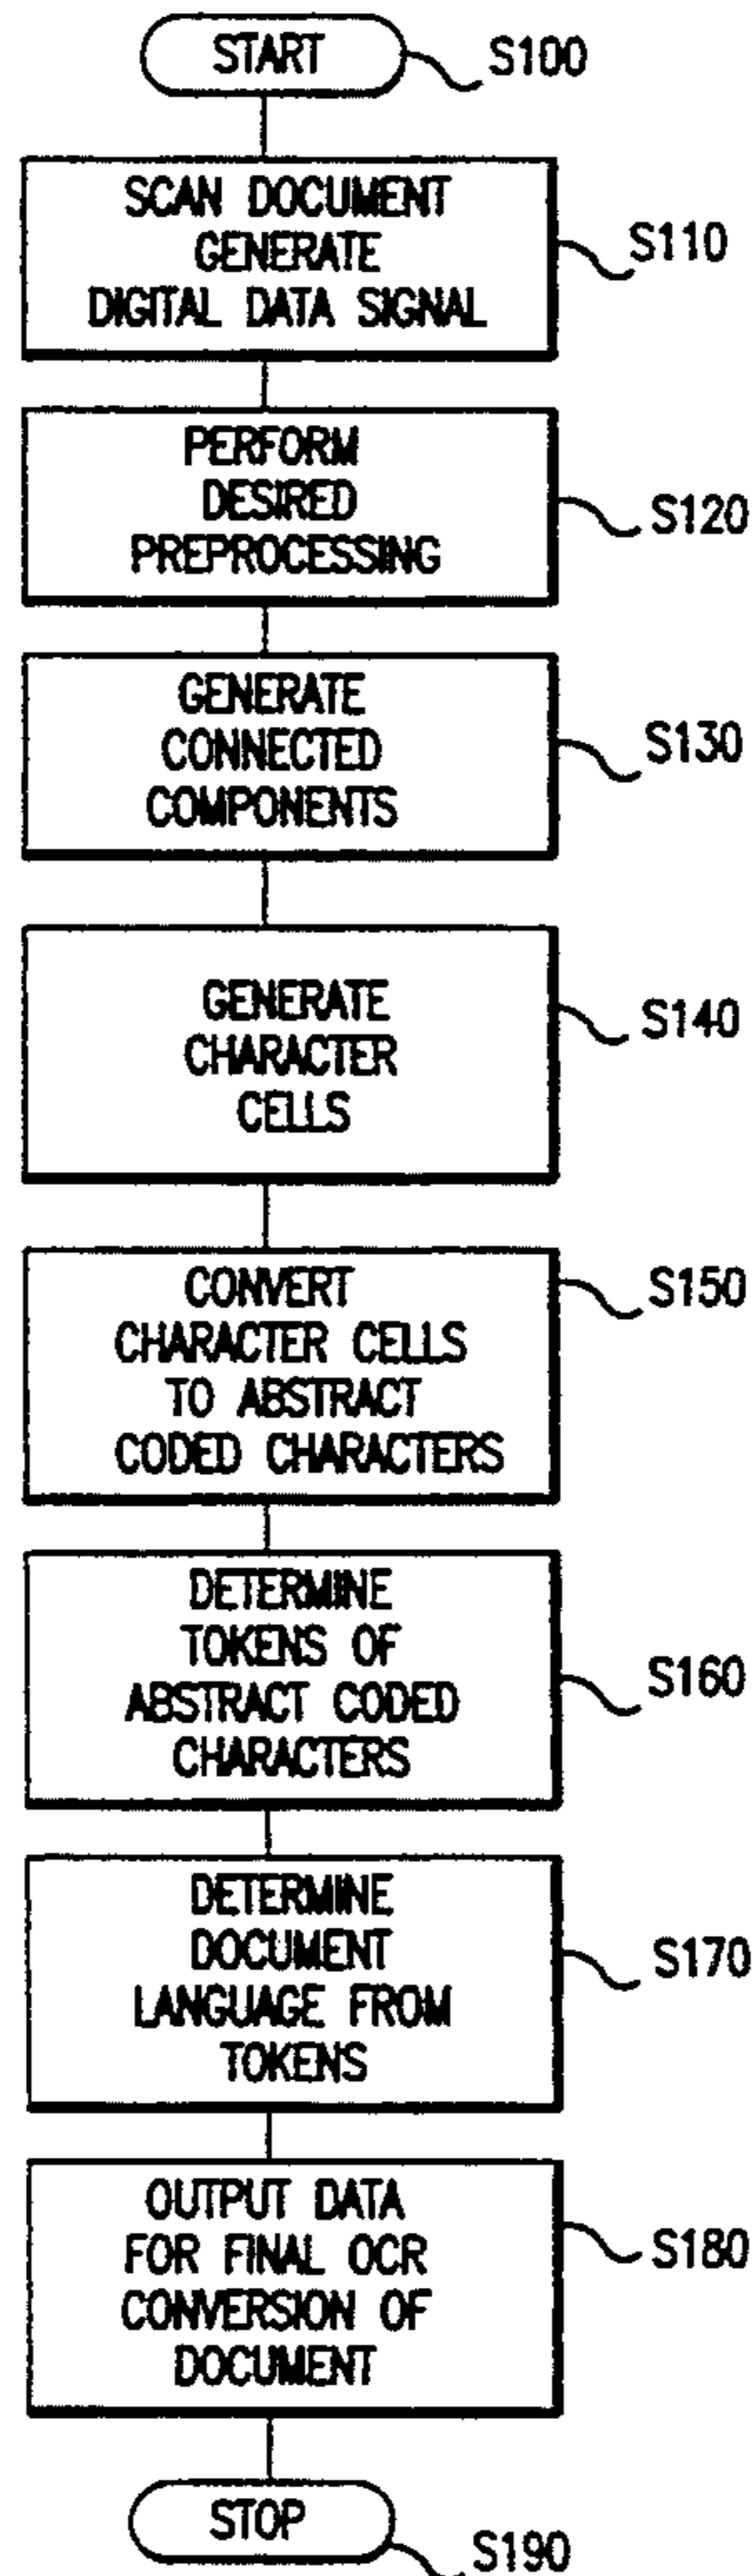 START
S100
SCAN DOCUMENT
GENERATE
DIGITAL DATA SIGNAL
S110
PERFORM
DESIRED
PREPROCESSING
S120
GENERATE
CONNECTED
COMPONENTS
S130
GENERATE
CHARACTER
CELLS
S140
CONVERT
CHARACTER CELLS
TO ABSTRACT
CODED CHARACTERS
S150
DETERMINE
TOKENS OF
ABSTRACT CODED
CHARACTERS
S160
DETERMINE
DOCUMENT
LANGUAGE FROM
TOKENS
S170
OUTPUT DATA
FOR FINAL OCR
CONVERSION OF
DOCUMENT
S180
STOP
S190